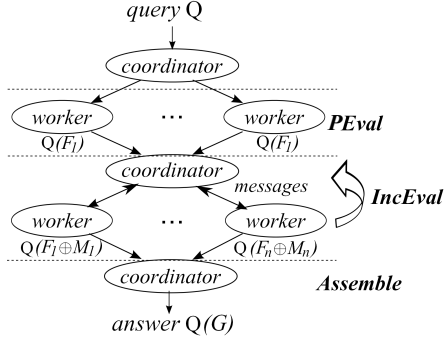 query Q
coordinator
worker ... worker
Q(F1) Q(F1)
PEval
coordinator
messages
IncEval
worker ... worker
Q(F1⊕M1) Q(Fn⊕Mn)
coordinator
Assemble
answer Q(G)